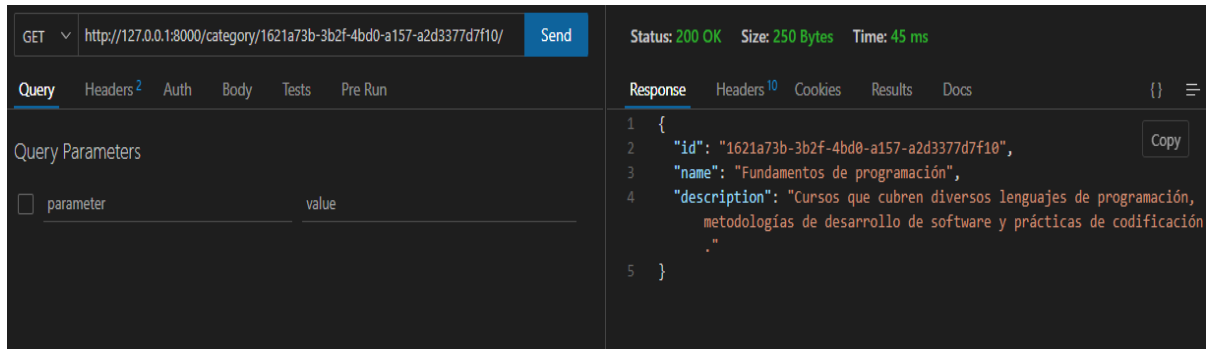 GET http://127.0.0.1:8000/category/1621a73b-3b2f-4bd0-a157-a2d3377d7f10/ Send
Query Headers 2 Auth Body Tests Pre Run
Query Parameters
parameter value
Status: 200 OK Size: 250 Bytes Time: 45 ms
Response Headers 10 Cookies Results Docs {}
Copy
1 {
2 "id": "1621a73b-3b2f-4bd0-a157-a2d3377d7f10",
3 "name": "Fundamentos de programación",
4 "description": "Cursos que cubren diversos lenguajes de programación,
metodologías de desarrollo de software y prácticas de codificación
."
5 }